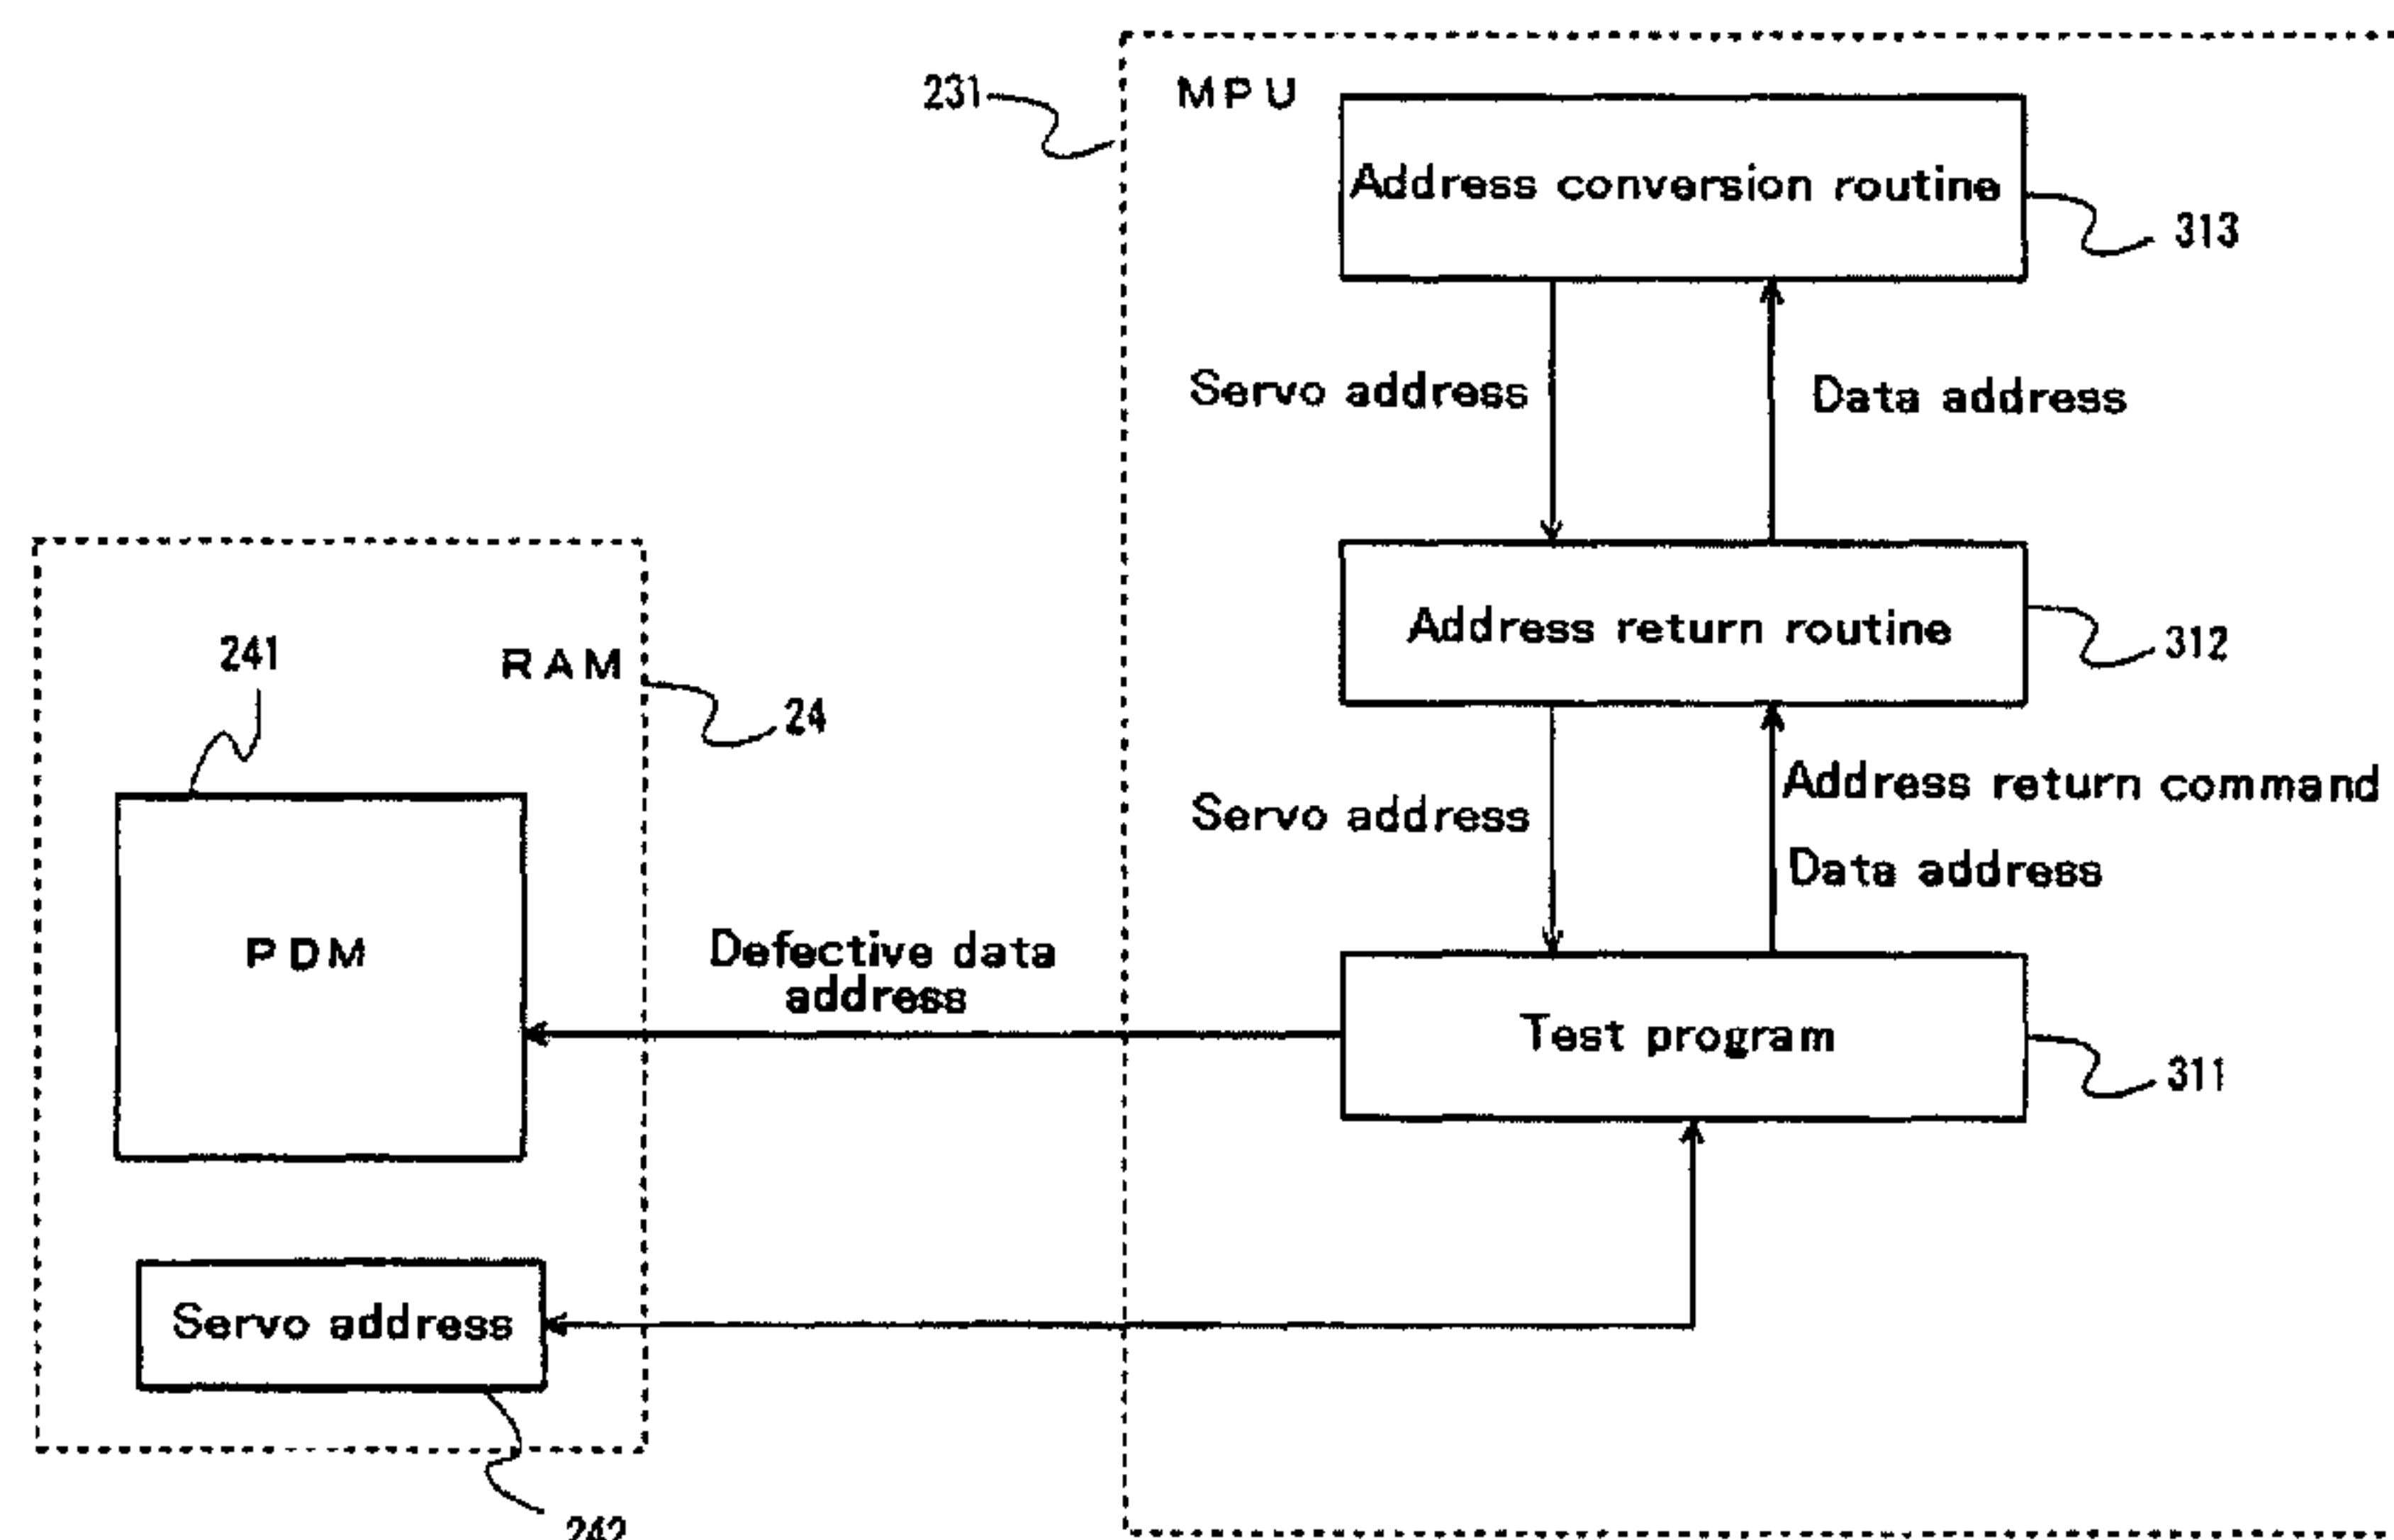 231
MPU
Address conversion routine
313
Servo address
Data address
Address return routine
312
241
RAM
24
Servo address
Address return command
Data address
PDM
Defective data
address
Test program
311
Servo address
242